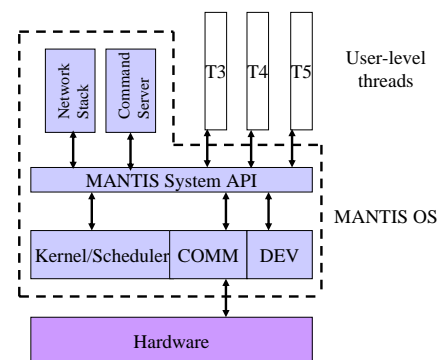 Network
Stack
Command
Server
T3
T4
T5
User-level
threads
MANTIS System API
MANTIS OS
Kernel/Scheduler
COMM
DEV
Hardware